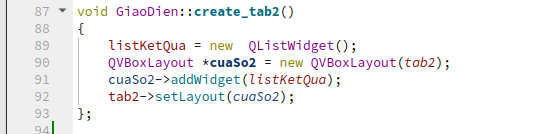 87 void GiaoDien::create_tab2()
88 {
89 listKetQua = new  QListWidget();
90 QVBoxLayout *cuaSo2 = new QVBoxLayout(tab2);
91 cuaSo2->addWidget(listKetQua);
92 tab2->setLayout(cuaSo2);
93 };
94